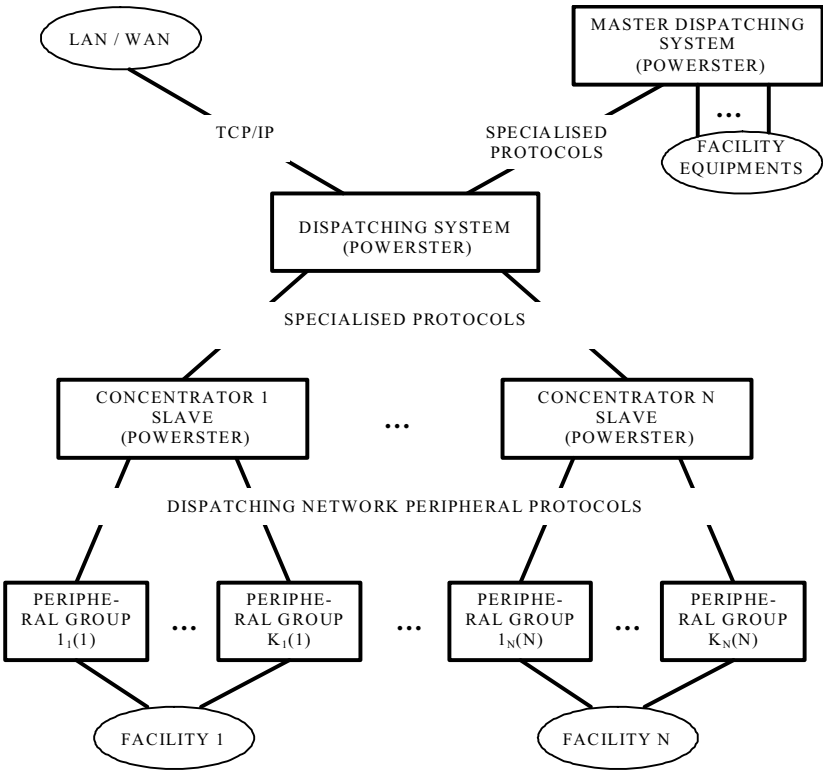 LAN / WAN
MASTER DISPATCHING
SYSTEM
(POWERSTER)
...
FACILITY
EQUIPMENTS
TCP/IP
SPECIALISED
PROTOCOLS
DISPATCHING SYSTEM
(POWERSTER)
SPECIALISED PROTOCOLS
CONCENTRATOR 1
SLAVE
(POWERSTER)
...
CONCENTRATOR N
SLAVE
(POWERSTER)
DISPATCHING NETWORK PERIPHERAL PROTOCOLS
PERIPHE-
RAL GROUP
1₁(1)
...
PERIPHE-
RAL GROUP
K₁(1)
...
PERIPHE-
RAL GROUP
1_N(N)
...
PERIPHE-
RAL GROUP
K_N(N)
FACILITY 1
FACILITY N